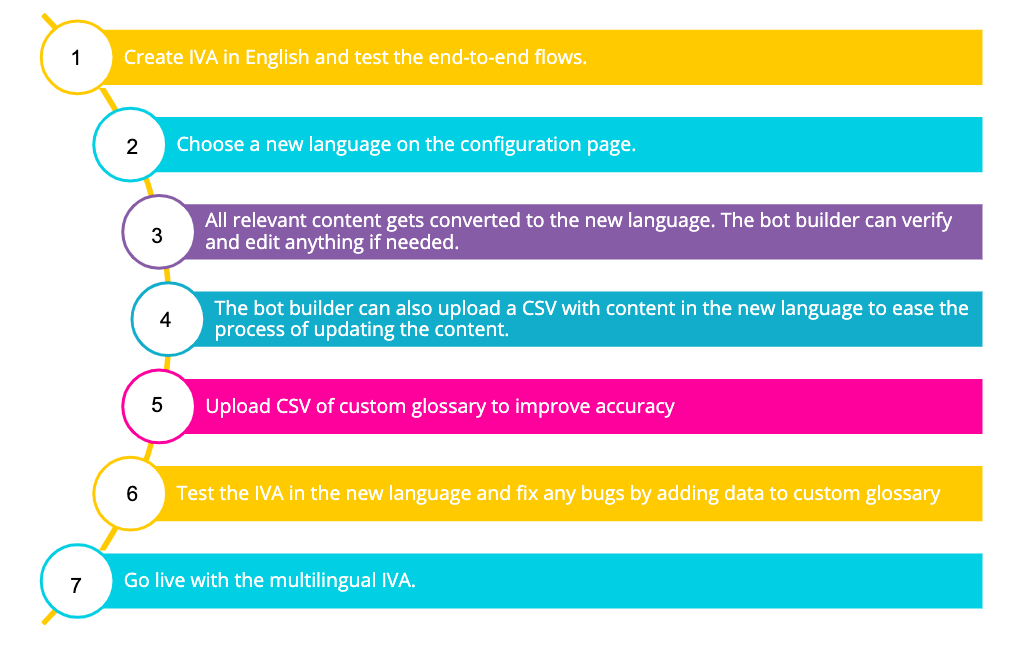 1
Create IVA in English and test the end-to-end flows.
2
Choose a new language on the configuration page.
3
All relevant content gets converted to the new language. The bot builder can verify
and edit anything if needed.
4
The bot builder can also upload a CSV with content in the new language to ease the
process of updating the content.
5
Upload CSV of custom glossary to improve accuracy
6
Test the IVA in the new language and fix any bugs by adding data to custom glossary
7
Go live with the multilingual IVA.